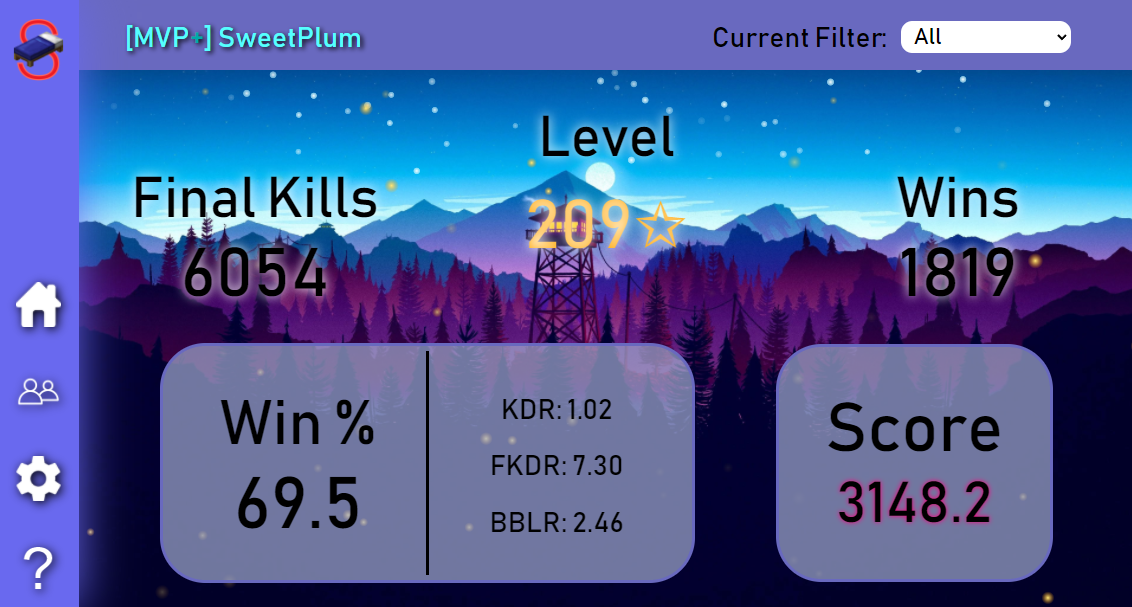 [MVP+] SweetPlum
Current Filter: All
Level
209☆
Final Kills
6054
Wins
1819
Win %
69.5
KDR: 1.02
FKDR: 7.30
BBLR: 2.46
Score
3148.2
S
?